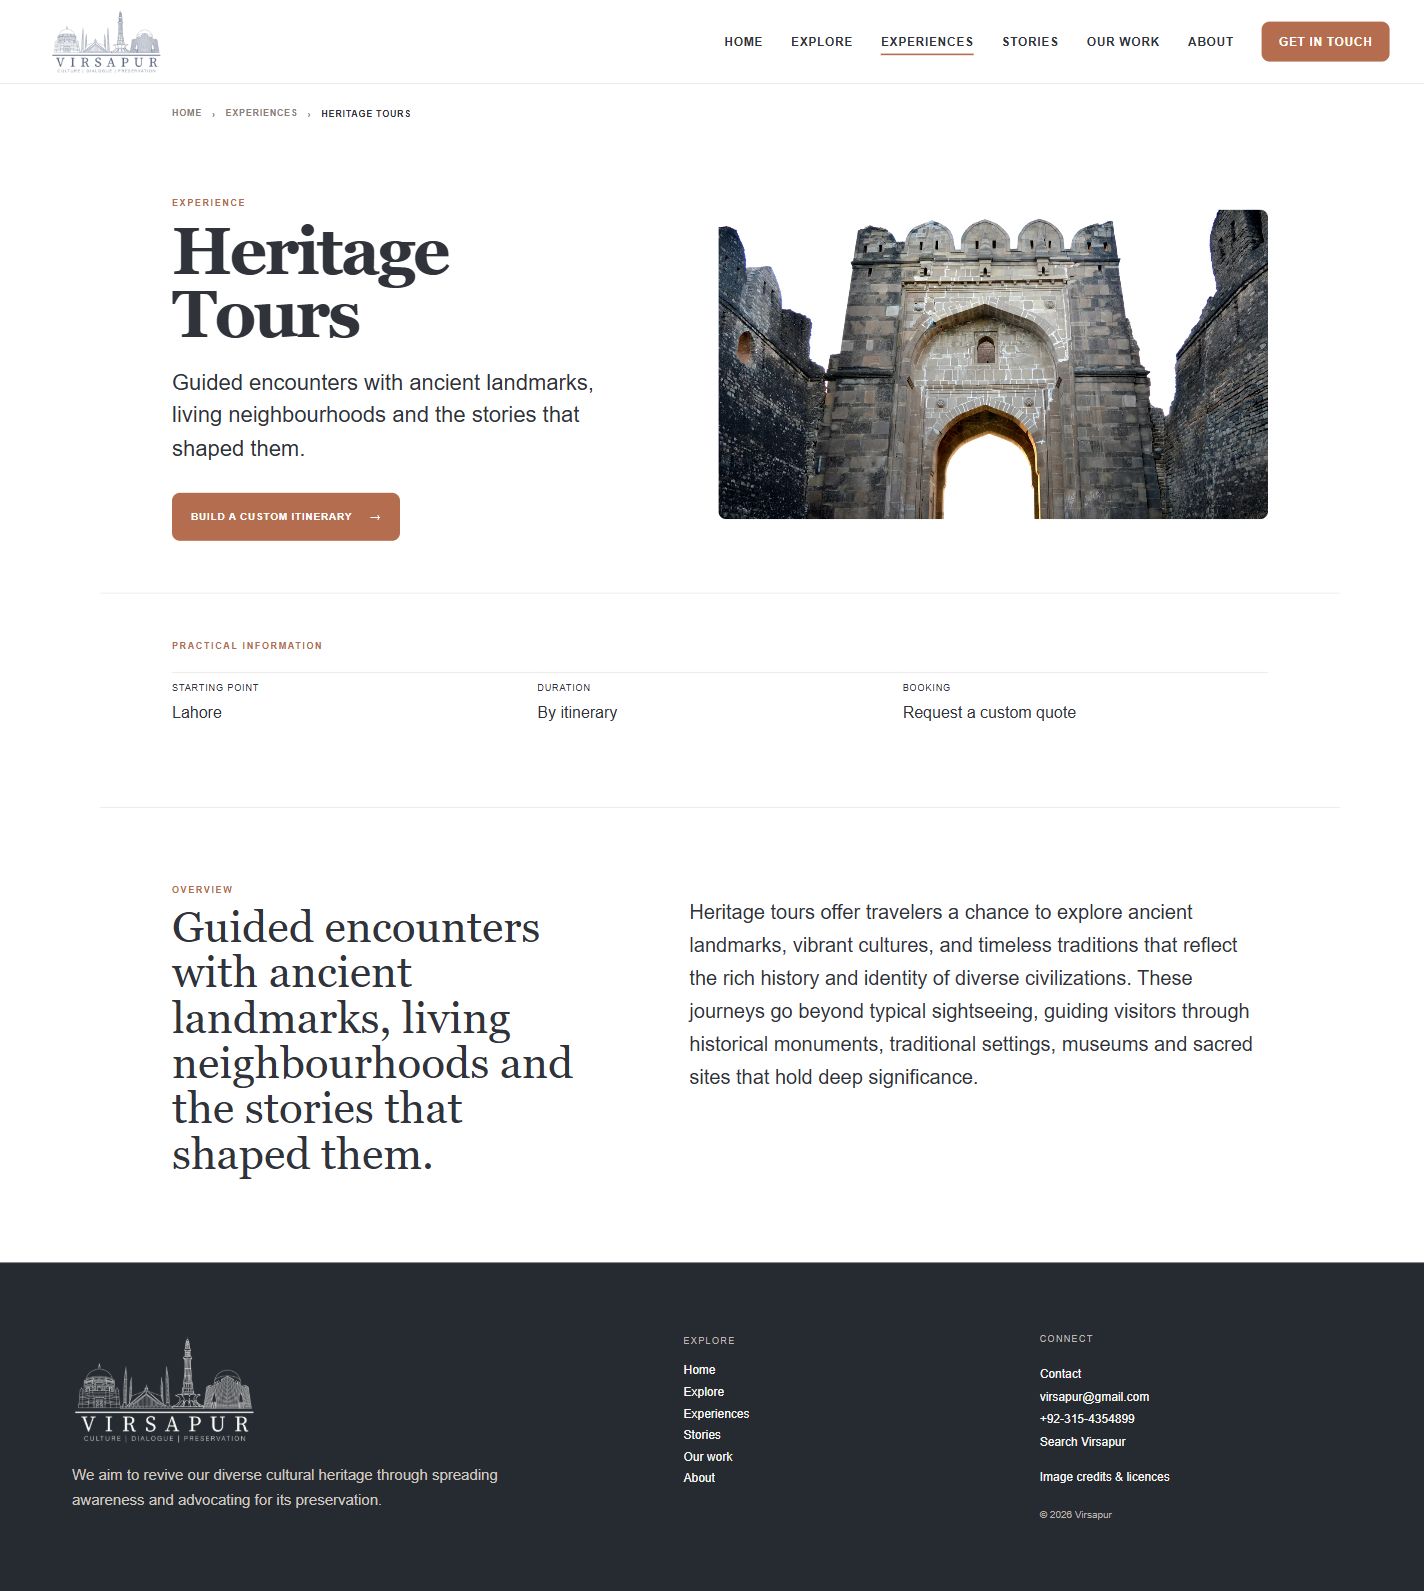 VIRSAPUR
CULTURE | DIALOGUE | PRESERVATION
HOME EXPLORE EXPERIENCES STORIES OUR WORK ABOUT GET IN TOUCH
HOME › EXPERIENCES › HERITAGE TOURS
EXPERIENCE
Heritage
Tours
Guided encounters with ancient landmarks,
living neighbourhoods and the stories that
shaped them.
BUILD A CUSTOM ITINERARY →
PRACTICAL INFORMATION
STARTING POINT
Lahore
DURATION
By itinerary
BOOKING
Request a custom quote
OVERVIEW
Guided encounters
with ancient
landmarks, living
neighbourhoods and
the stories that
shaped them.
Heritage tours offer travelers a chance to explore ancient
landmarks, vibrant cultures, and timeless traditions that reflect
the rich history and identity of diverse civilizations. These
journeys go beyond typical sightseeing, guiding visitors through
historical monuments, traditional settings, museums and sacred
sites that hold deep significance.
VIRSAPUR
CULTURE | DIALOGUE | PRESERVATION
We aim to revive our diverse cultural heritage through spreading
awareness and advocating for its preservation.
EXPLORE
Home
Explore
Experiences
Stories
Our work
About
CONNECT
Contact
virsapur@gmail.com
+92-315-4354899
Search Virsapur
Image credits & licences
© 2026 Virsapur